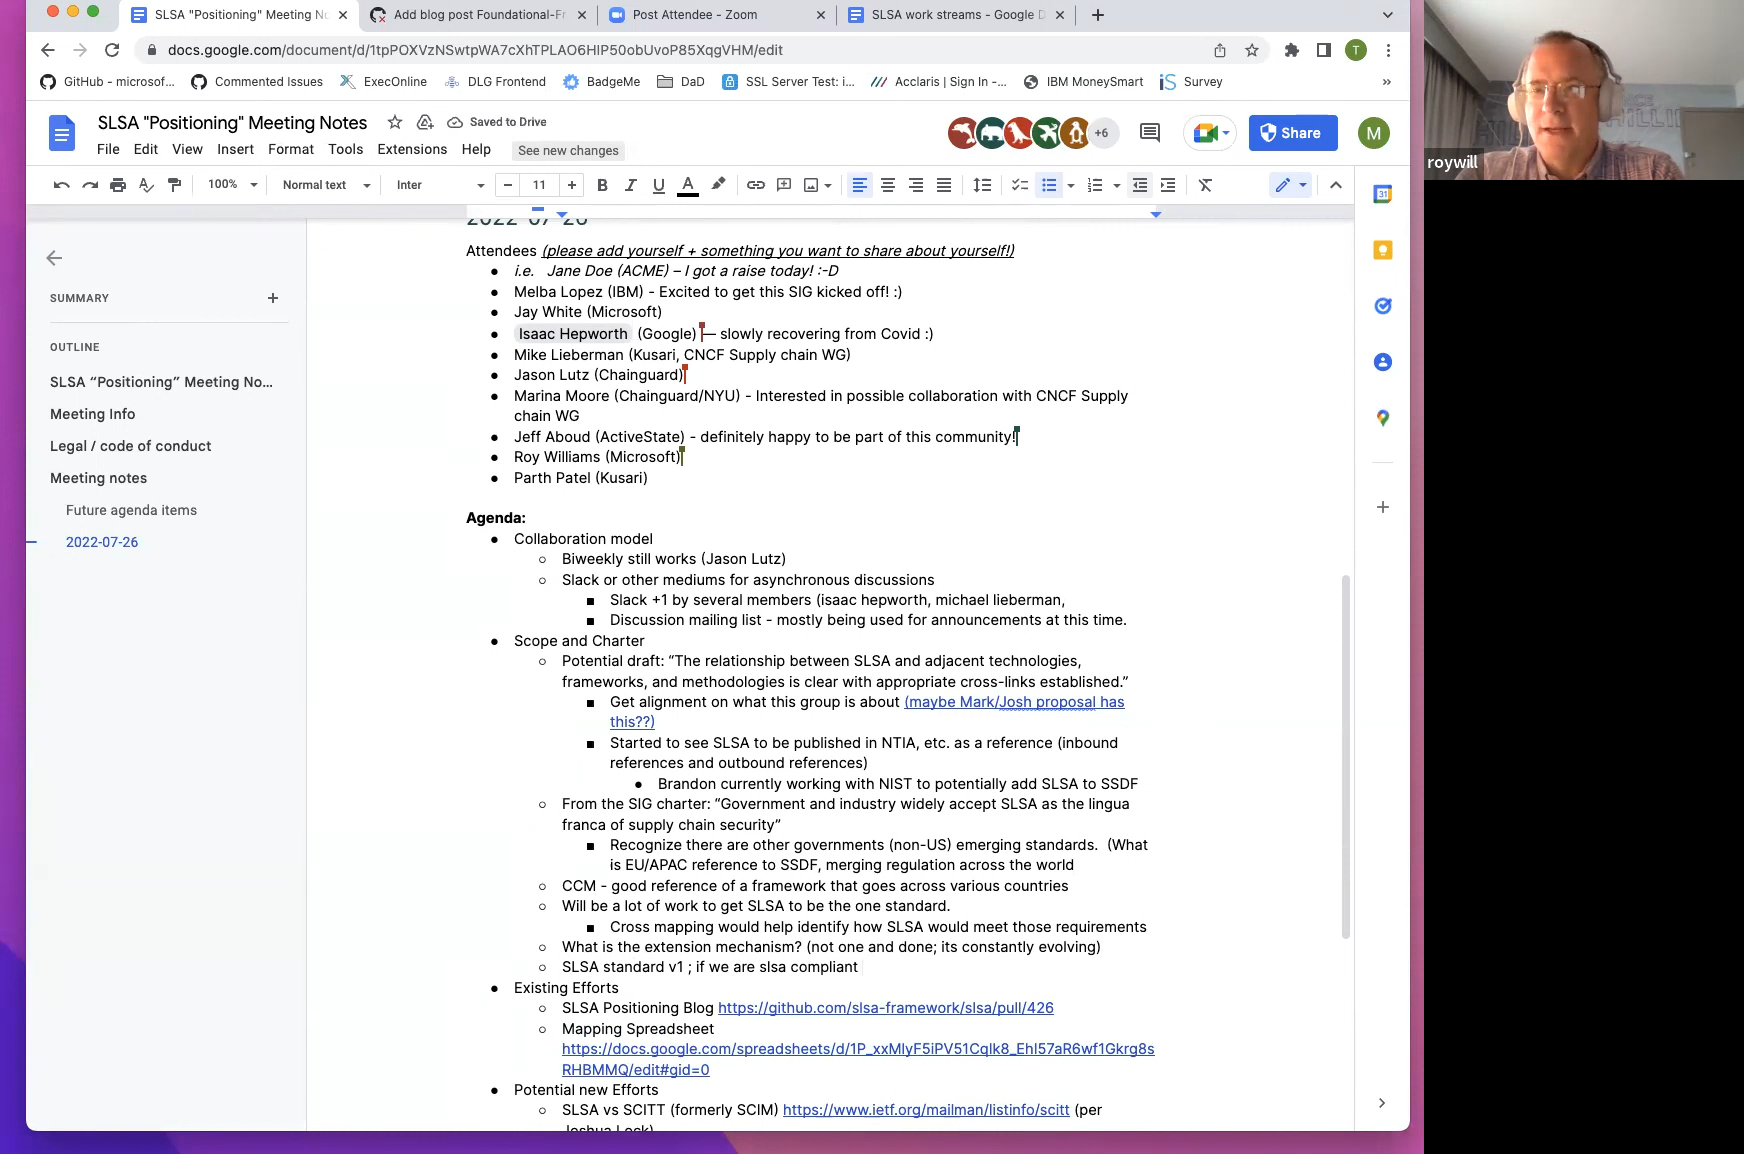 SLSA "Positioning" Meeting No
Add blog post Foundational-Fr
Post Attendee - Zoom
SLSA work streams - Google D
docs.google.com/document/d/1tpPOXVzNSwtpWA7cXhTPLAO6HIP50obUvoP85XqgVHM/edit
T
GitHub - microsof...
Commented Issues
ExecOnline
DLG Frontend
BadgeMe
DaD
SSL Server Test: i...
Acclaris | Sign In -...
IBM MoneySmart
Survey
»
SLSA "Positioning" Meeting Notes
Saved to Drive
+6
Share
M
File Edit View Insert Format Tools Extensions Help
See new changes
100% Normal text Inter 11
31
roywill
SUMMARY
OUTLINE
SLSA “Positioning” Meeting No...
Meeting Info
Legal / code of conduct
Meeting notes
Future agenda items
2022-07-26
2022-07-26
Attendees (please add yourself + something you want to share about yourself!)
● i.e. Jane Doe (ACME) – I got a raise today! :-D
● Melba Lopez (IBM) - Excited to get this SIG kicked off! :)
● Jay White (Microsoft)
● Isaac Hepworth (Google) — slowly recovering from Covid :)
● Mike Lieberman (Kusari, CNCF Supply chain WG)
● Jason Lutz (Chainguard)
● Marina Moore (Chainguard/NYU) - Interested in possible collaboration with CNCF Supply
chain WG
● Jeff Aboud (ActiveState) - definitely happy to be part of this community!
● Roy Williams (Microsoft)
● Parth Patel (Kusari)
Agenda:
● Collaboration model
○ Biweekly still works (Jason Lutz)
○ Slack or other mediums for asynchronous discussions
■ Slack +1 by several members (isaac hepworth, michael lieberman,
■ Discussion mailing list - mostly being used for announcements at this time.
● Scope and Charter
○ Potential draft: “The relationship between SLSA and adjacent technologies,
frameworks, and methodologies is clear with appropriate cross-links established.”
■ Get alignment on what this group is about (maybe Mark/Josh proposal has
this??)
■ Started to see SLSA to be published in NTIA, etc. as a reference (inbound
references and outbound references)
● Brandon currently working with NIST to potentially add SLSA to SSDF
○ From the SIG charter: “Government and industry widely accept SLSA as the lingua
franca of supply chain security”
■ Recognize there are other governments (non-US) emerging standards. (What
is EU/APAC reference to SSDF, merging regulation across the world
○ CCM - good reference of a framework that goes across various countries
○ Will be a lot of work to get SLSA to be the one standard.
■ Cross mapping would help identify how SLSA would meet those requirements
○ What is the extension mechanism? (not one and done; its constantly evolving)
○ SLSA standard v1 ; if we are slsa compliant
● Existing Efforts
○ SLSA Positioning Blog https://github.com/slsa-framework/slsa/pull/426
○ Mapping Spreadsheet
https://docs.google.com/spreadsheets/d/1P_xxMlyF5iPV51Cqlk8_EhI57aR6wf1Gkrg8s
RHBMMQ/edit#gid=0
● Potential new Efforts
○ SLSA vs SCITT (formerly SCIM) https://www.ietf.org/mailman/listinfo/scitt (per
Joshua Lock)